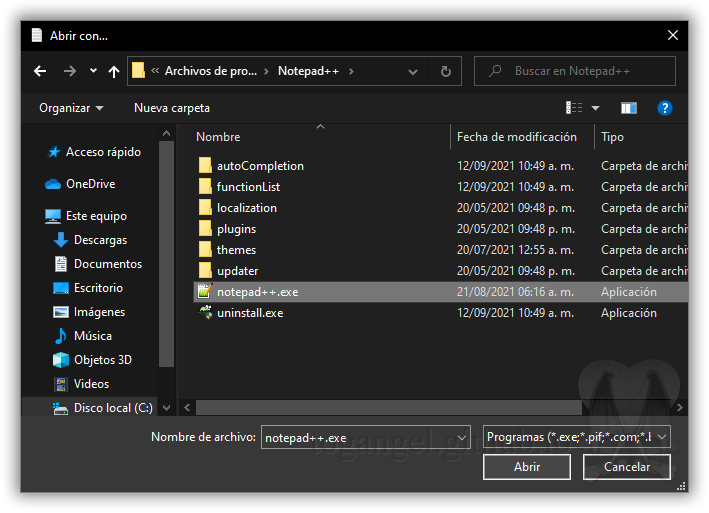 Abrir con...
« Archivos de pro... > Notepad++ >
Buscar en Notepad++
Organizar
Nueva carpeta
?
Nombre
Fecha de modificación
Tipo
Acceso rápido
OneDrive
Este equipo
Descargas
Documentos
Escritorio
Imágenes
Música
Objetos 3D
Videos
Disco local (C:)
autoCompletion 12/09/2021 10:49 a. m. Carpeta de archi
functionList 12/09/2021 10:49 a. m. Carpeta de archi
localization 20/05/2021 09:48 p. m. Carpeta de archi
plugins 20/05/2021 09:48 p. m. Carpeta de archi
themes 20/07/2021 12:55 a. m. Carpeta de archi
updater 20/05/2021 09:48 p. m. Carpeta de archi
notepad++.exe 21/08/2021 06:16 a. m. Aplicación
uninstall.exe 12/09/2021 10:49 a. m. Aplicación
Nombre de archivo: notepad++.exe
Programas (*.exe;*.pif;*.com;*.b
Abrir
Cancelar